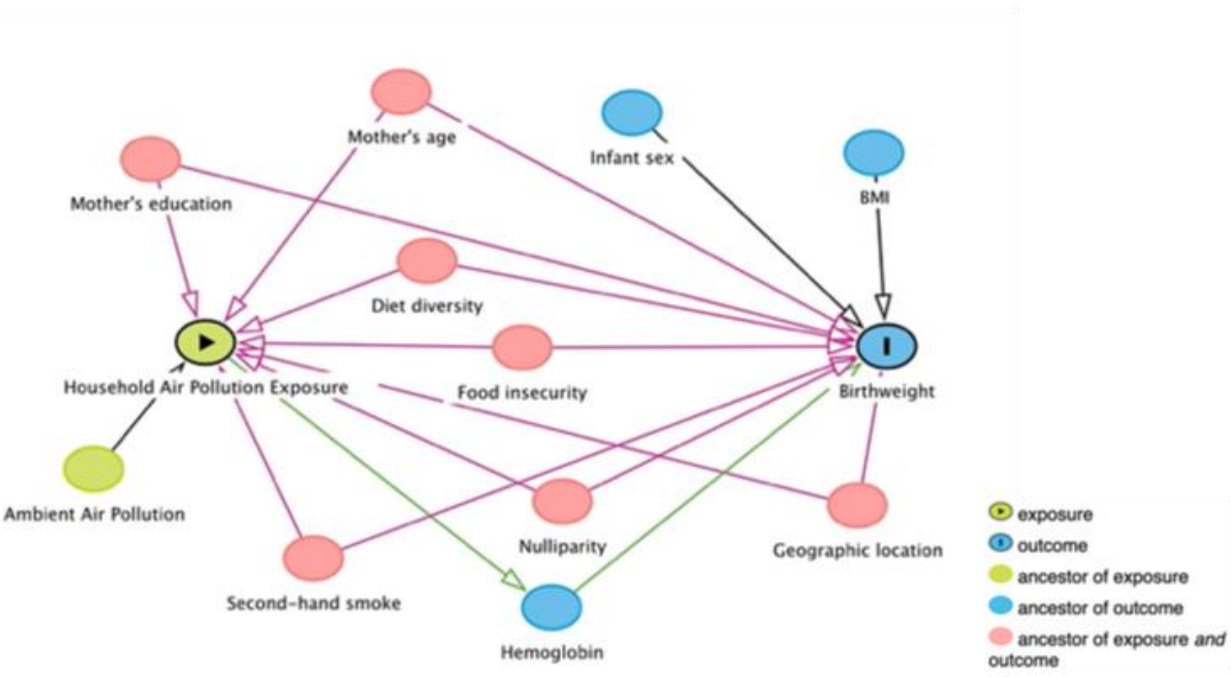 Mother's age
Infant sex
BMI
Mother's education
Diet diversity
Household Air Pollution Exposure
Food insecurity
Birthweight
Ambient Air Pollution
Nulliparity
Geographic location
Second-hand smoke
Hemoglobin
exposure
outcome
ancestor of exposure
ancestor of outcome
ancestor of exposure and
outcome